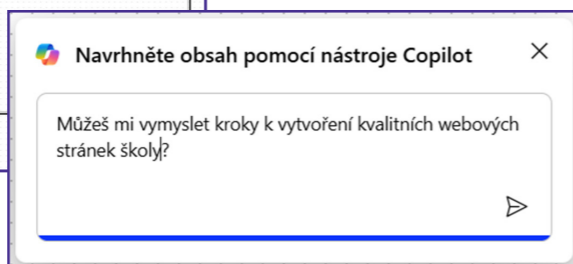 Navrhněte obsah pomocí nástroje Copilot
Můžeš mi vymyslet kroky k vytvoření kvalitních webových
stránek školy?